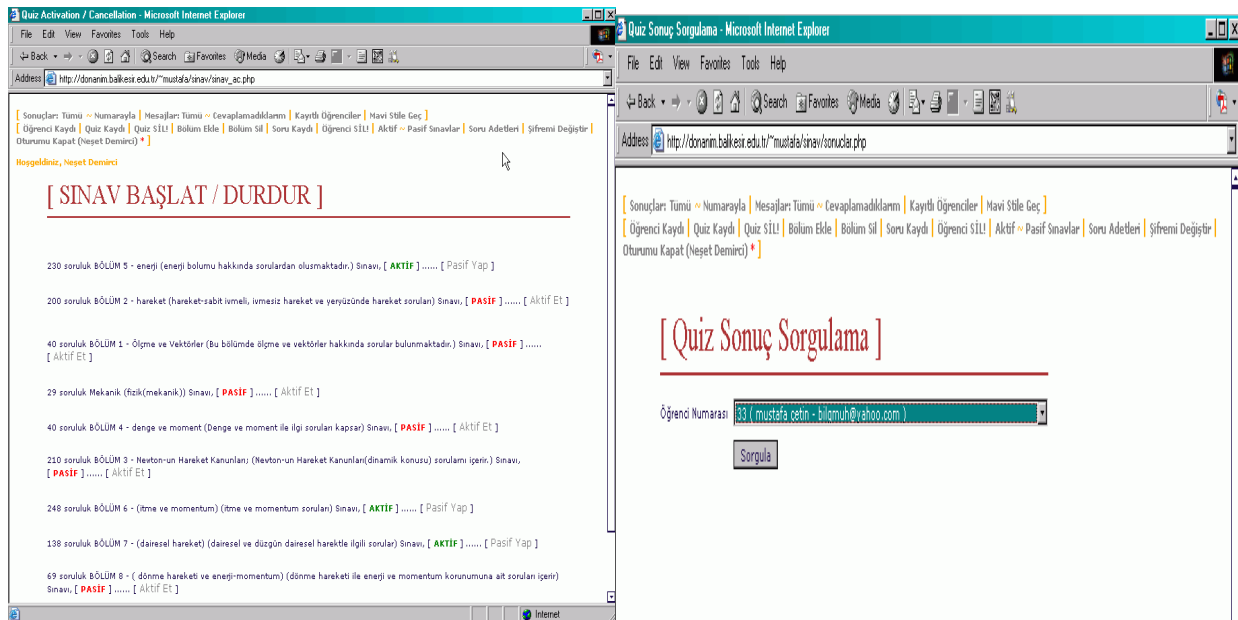 Quiz Activation / Cancellation - Microsoft Internet Explorer
File Edit View Favorites Tools Help
Back Search Favorites Media
Address http://donanim.balikesir.edu.tr/~mustafa/sinav/sinav_ac.php
[ Sonuçlar: Tümü ~ Numarayla | Mesajlar: Tümü ~ Cevaplamadıklarım | Kayıtlı Öğrenciler | Mavi Stile Geç ]
[ Öğrenci Kaydı | Quiz Kaydı | Quiz SİL! | Bölüm Ekle | Bölüm Sil | Soru Kaydı | Öğrenci SİL! | Aktif ~ Pasif Sınavlar | Soru Adetleri | Şifremi Değiştir |
Oturumu Kapat (Neşet Demirci) * ]
Hoşgeldiniz, Neşet Demirci
[ SINAV BAŞLAT / DURDUR ]
230 soruluk BÖLÜM 5 - enerji (enerji bolumu hakkında sorulardan olusmaktadır.) Sınavı, [ AKTİF ] ...... [ Pasif Yap ]
200 soruluk BÖLÜM 2 - hareket (hareket-sabit ivmeli, ivmesiz hareket ve yeryüzünde hareket soruları) Sınavı, [ PASİF ] ...... [ Aktif Et ]
40 soruluk BÖLÜM 1 - Ölçme ve Vektörler (Bu bölümde ölçme ve vektörler hakkında sorular bulunmaktadır.) Sınavı, [ PASİF ] ......
[ Aktif Et ]
29 soruluk Mekanik (fizik(mekanik)) Sınavı, [ PASİF ] ...... [ Aktif Et ]
40 soruluk BÖLÜM 4 - denge ve moment (Denge ve moment ile ilgi soruları kapsar) Sınavı, [ PASİF ] ...... [ Aktif Et ]
210 soruluk BÖLÜM 3 - Newton-un Hareket Kanunları; (Newton-un Hareket Kanunları(dinamik konusu) sorularnı içerir.) Sınavı,
[ PASİF ] ...... [ Aktif Et ]
248 soruluk BÖLÜM 6 - (itme ve momentum) (itme ve momentum soruları) Sınavı, [ AKTİF ] ...... [ Pasif Yap ]
138 soruluk BÖLÜM 7 - (dairesel hareket) (dairesel ve düzgün dairesel harektle ilgili sorular) Sınavı, [ AKTİF ] ...... [ Pasif Yap ]
69 soruluk BÖLÜM 8 - ( dönme hareketi ve enerji-momentum) (dönme hareketi ile enerji ve momentum korunumuna ait soruları içerir)
Sınavı, [ PASİF ] ...... [ Aktif Et ]
Internet
Quiz Sonuç Sorgulama - Microsoft Internet Explorer
File Edit View Favorites Tools Help
Back Search Favorites Media
Address http://donanim.balikesir.edu.tr/~mustafa/sinav/sonuclar.php
[ Sonuçlar: Tümü ~ Numarayla | Mesajlar: Tümü ~ Cevaplamadıklarım | Kayıtlı Öğrenciler | Mavi Stile Geç ]
[ Öğrenci Kaydı | Quiz Kaydı | Quiz SİL! | Bölüm Ekle | Bölüm Sil | Soru Kaydı | Öğrenci SİL! | Aktif ~ Pasif Sınavlar | Soru Adetleri | Şifremi Değiştir |
Oturumu Kapat (Neşet Demirci) * ]
[ Quiz Sonuç Sorgulama ]
Öğrenci Numarası 33 ( mustafa cetin - bilgmuh@yahoo.com )
Sorgula